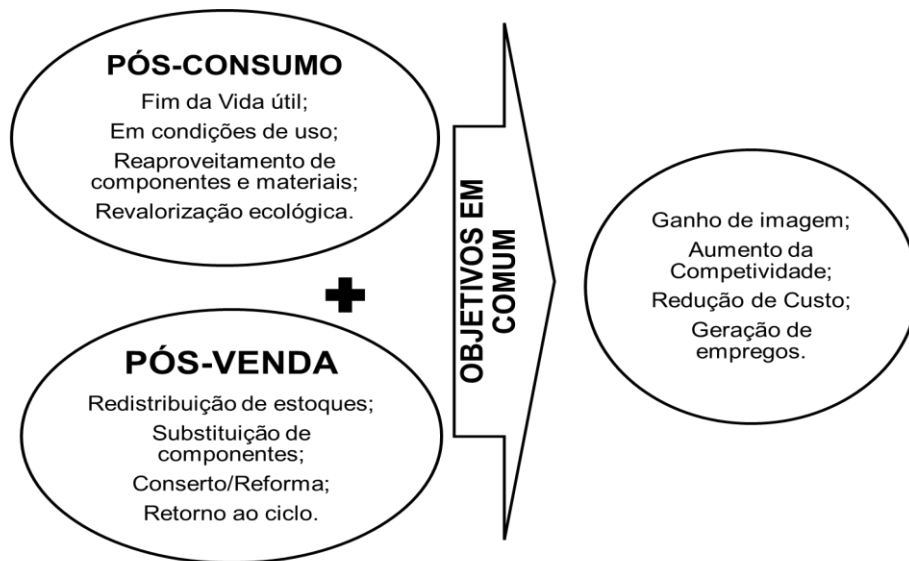 PÓS-CONSUMO
Fim da Vida útil;
Em condições de uso;
Reaproveitamento de
componentes e materiais;
Revalorização ecológica.
PÓS-VENDA
Redistribuição de estoques;
Substituição de
componentes;
Conserto/Reforma;
Retorno ao ciclo.
OBJETIVOS EM
COMUM
Ganho de imagem;
Aumento da
Competividade;
Redução de Custo;
Geração de
empregos.